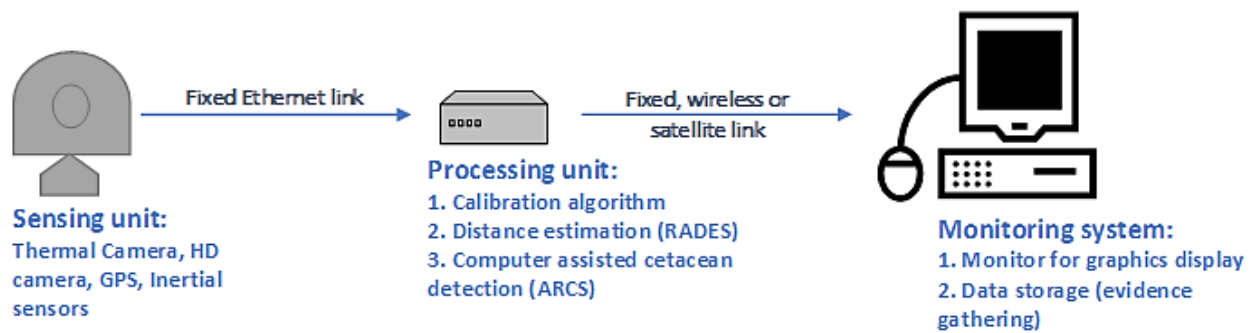 Fixed Ethernet link
Fixed, wireless or
satellite link
Sensing unit:
Thermal Camera, HD
camera, GPS, Inertial
sensors
Processing unit:
1. Calibration algorithm
2. Distance estimation (RADES)
3. Computer assisted cetacean
detection (ARCS)
Monitoring system:
1. Monitor for graphics display
2. Data storage (evidence
gathering)